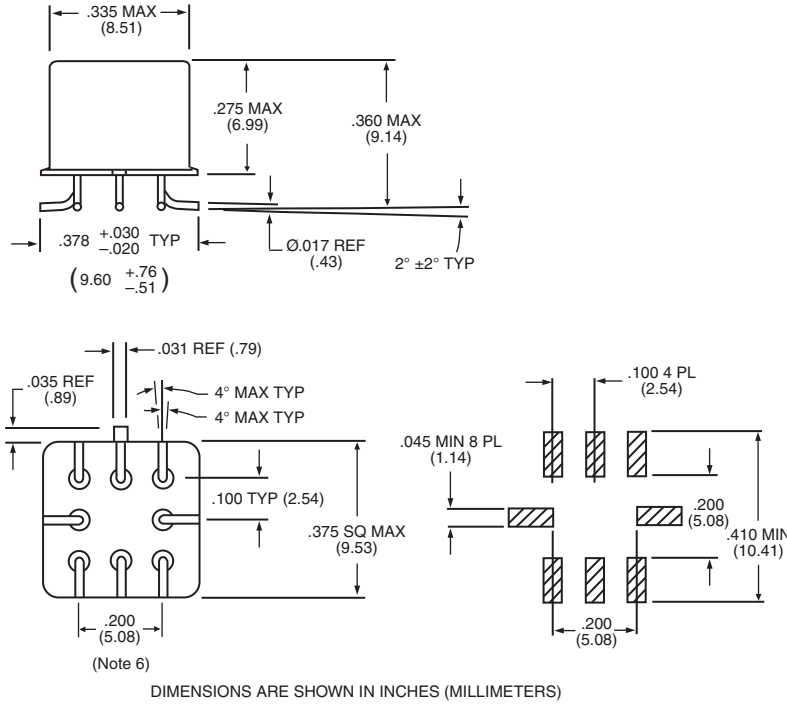 .335 MAX
(8.51)
.275 MAX
(6.99)
.360 MAX
(9.14)
.378 +.030 –.020 TYP
(9.60 +.76 –.51)
Ø.017 REF
(.43)
2° ±2° TYP
.031 REF (.79)
.035 REF
(.89)
4° MAX TYP
4° MAX TYP
.100 TYP (2.54)
.375 SQ MAX
(9.53)
.200
(5.08)
(Note 6)
.100 4 PL
(2.54)
.045 MIN 8 PL
(1.14)
.200
(5.08)
.410 MIN
(10.41)
.200
(5.08)
DIMENSIONS ARE SHOWN IN INCHES (MILLIMETERS)